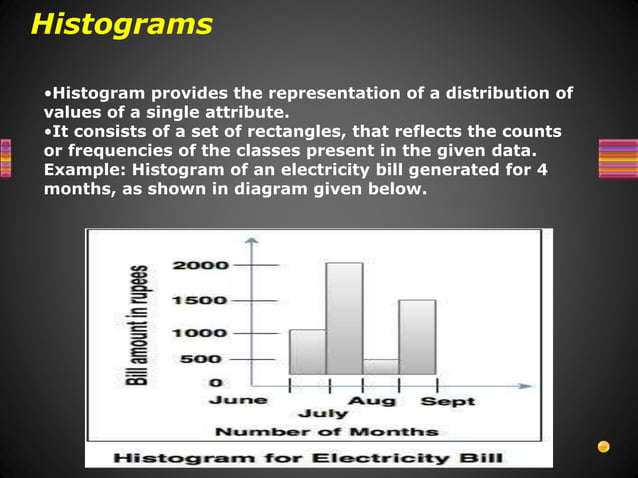 Histograms
•Histogram provides the representation of a distribution of
values of a single attribute.
•It consists of a set of rectangles, that reflects the counts
or frequencies of the classes present in the given data.
Example: Histogram of an electricity bill generated for 4
months, as shown in diagram given below.
Bill amount in rupees
2000
1500
1000
500
0
June
July
Aug
Sept
Number of Months
Histogram for Electricity Bill